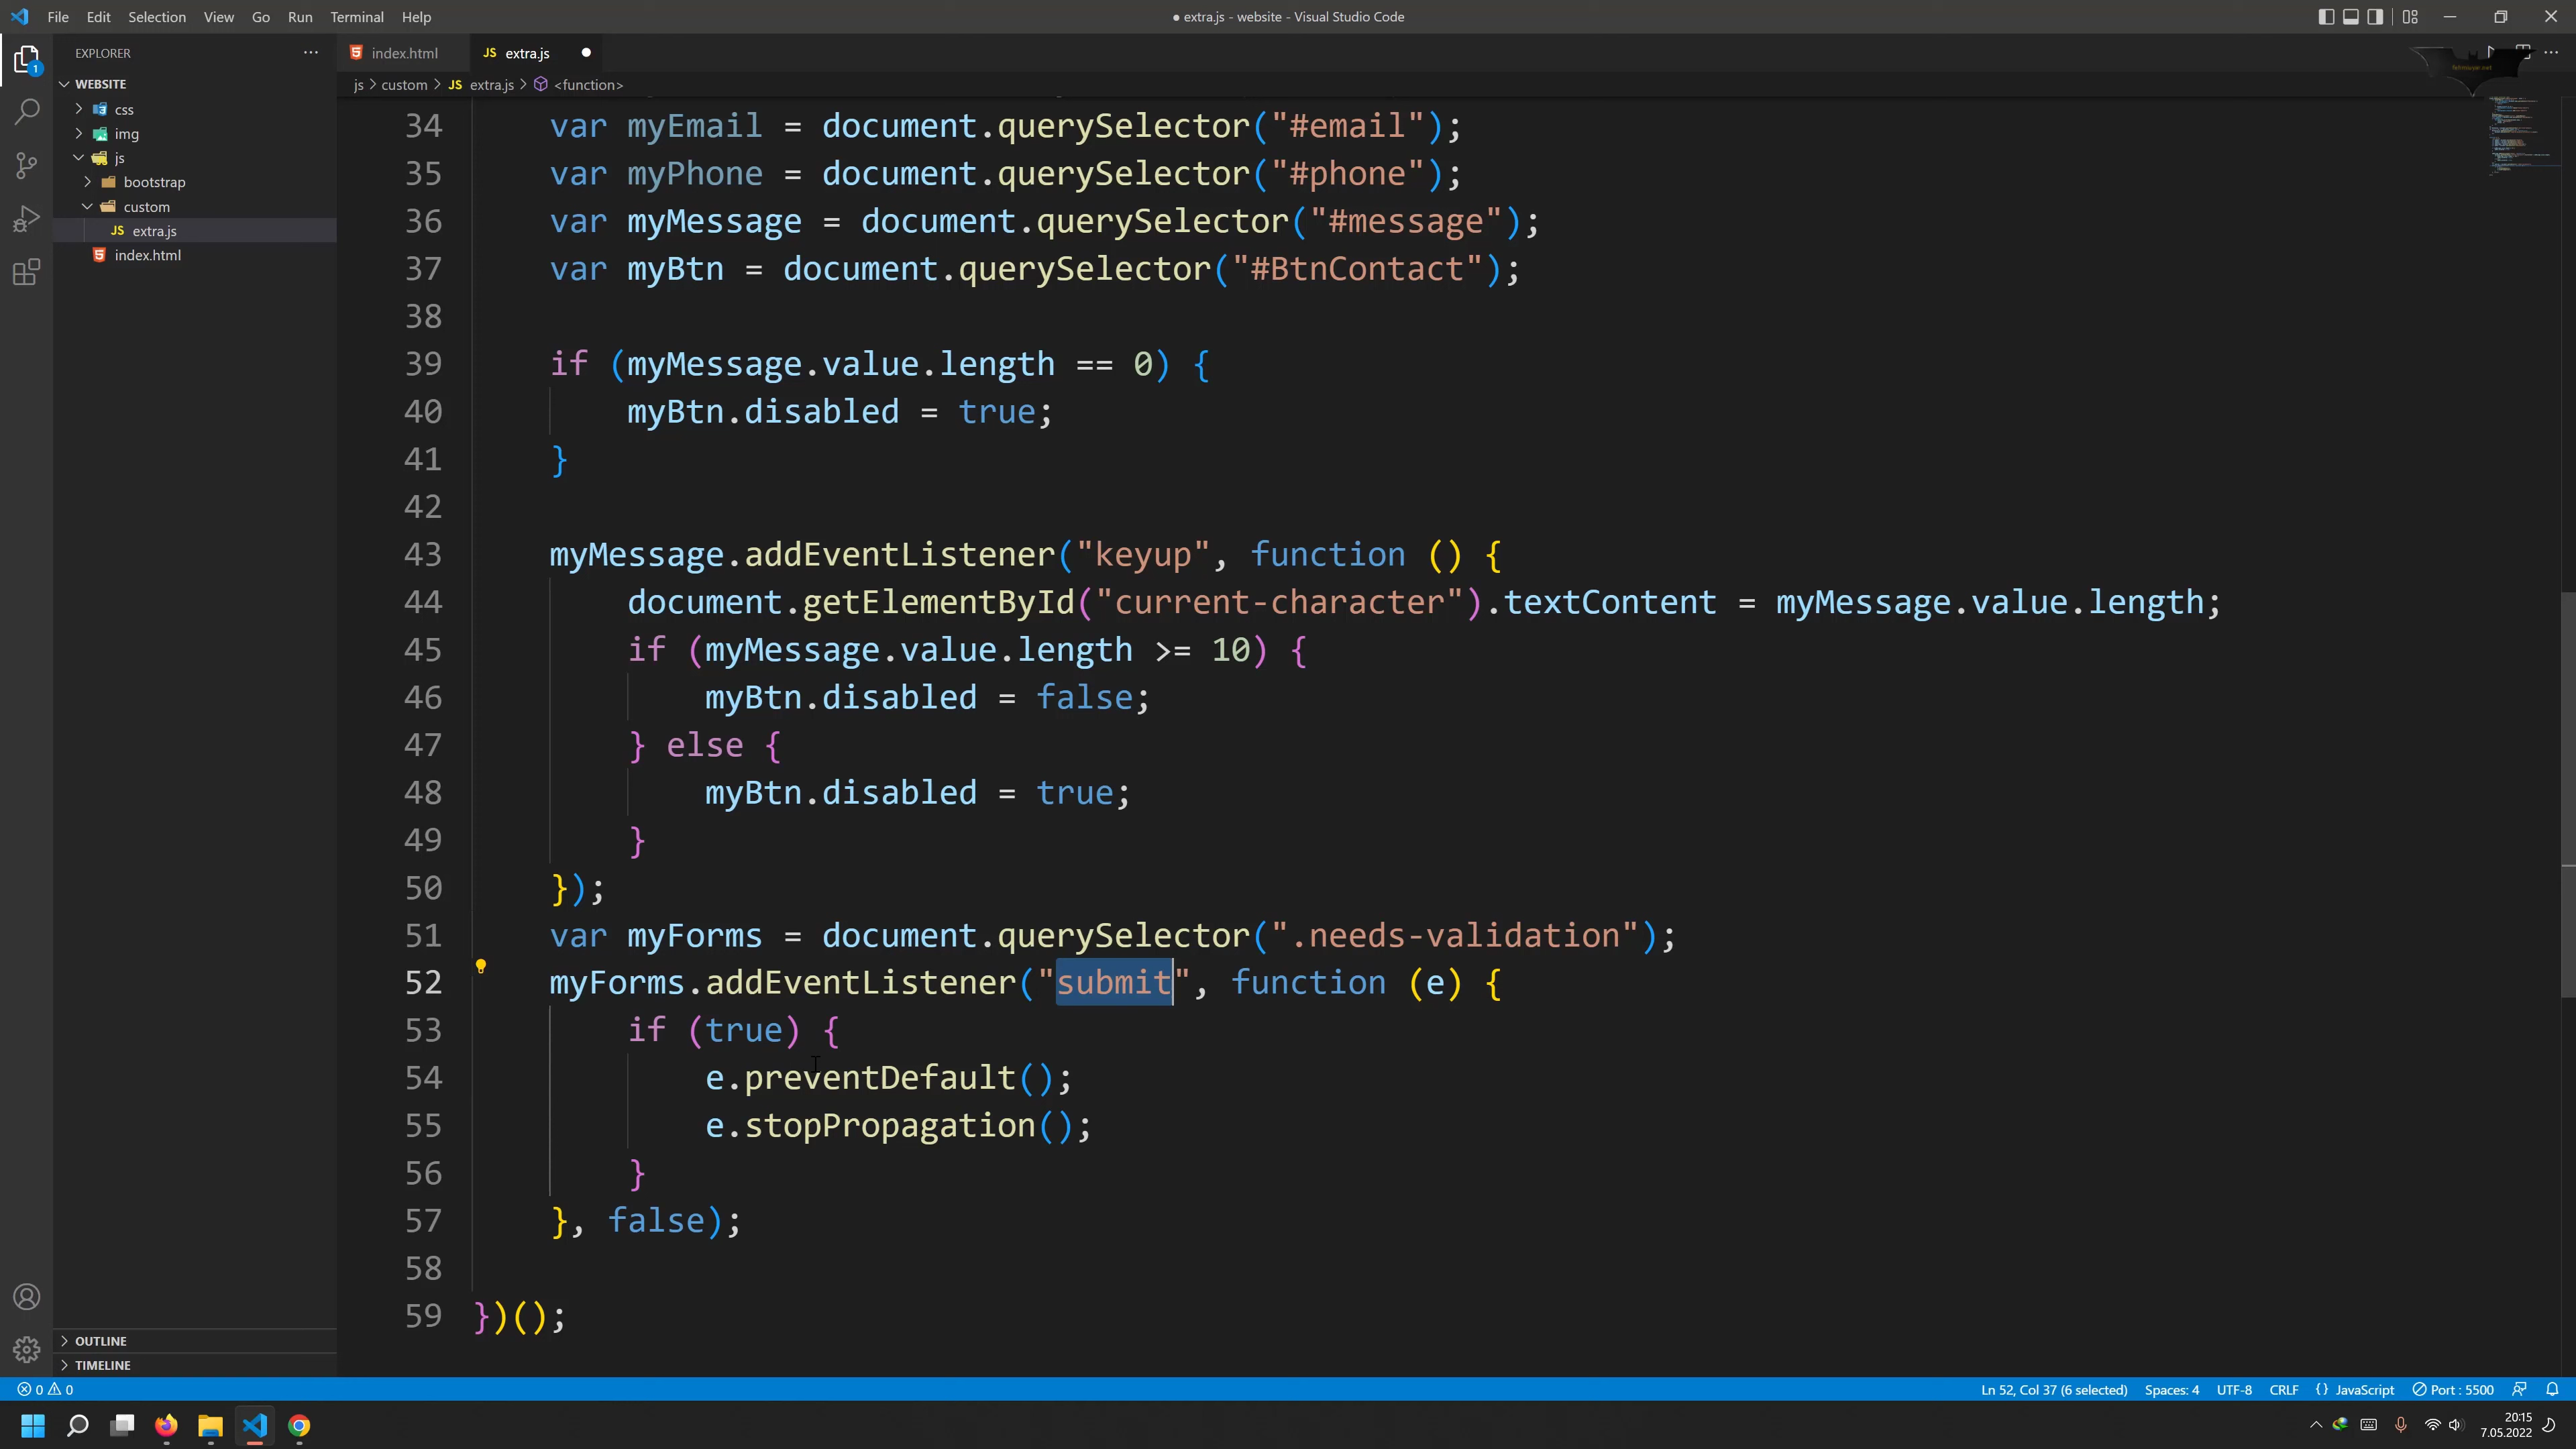 File Edit Selection View Go Run Terminal Help
● extra.js - website - Visual Studio Code
EXPLORER
1
WEBSITE
css
img
js
bootstrap
custom
JS extra.js
index.html
OUTLINE
TIMELINE
index.html
JS extra.js
js > custom > JS extra.js > <function>
34 var myEmail = document.querySelector("#email");
35 var myPhone = document.querySelector("#phone");
36 var myMessage = document.querySelector("#message");
37 var myBtn = document.querySelector("#BtnContact");
38
39 if (myMessage.value.length == 0) {
40 myBtn.disabled = true;
41 }
42
43 myMessage.addEventListener("keyup", function () {
44 document.getElementById("current-character").textContent = myMessage.value.length;
45 if (myMessage.value.length >= 10) {
46 myBtn.disabled = false;
47 } else {
48 myBtn.disabled = true;
49 }
50 });
51 var myForms = document.querySelector(".needs-validation");
52 myForms.addEventListener("submit", function (e) {
53 if (true) {
54 e.preventDefault();
55 e.stopPropagation();
56 }
57 }, false);
58
59 })();
0 0
Ln 52, Col 37 (6 selected) Spaces: 4 UTF-8 CRLF {} JavaScript Port : 5500
20:15
7.05.2022